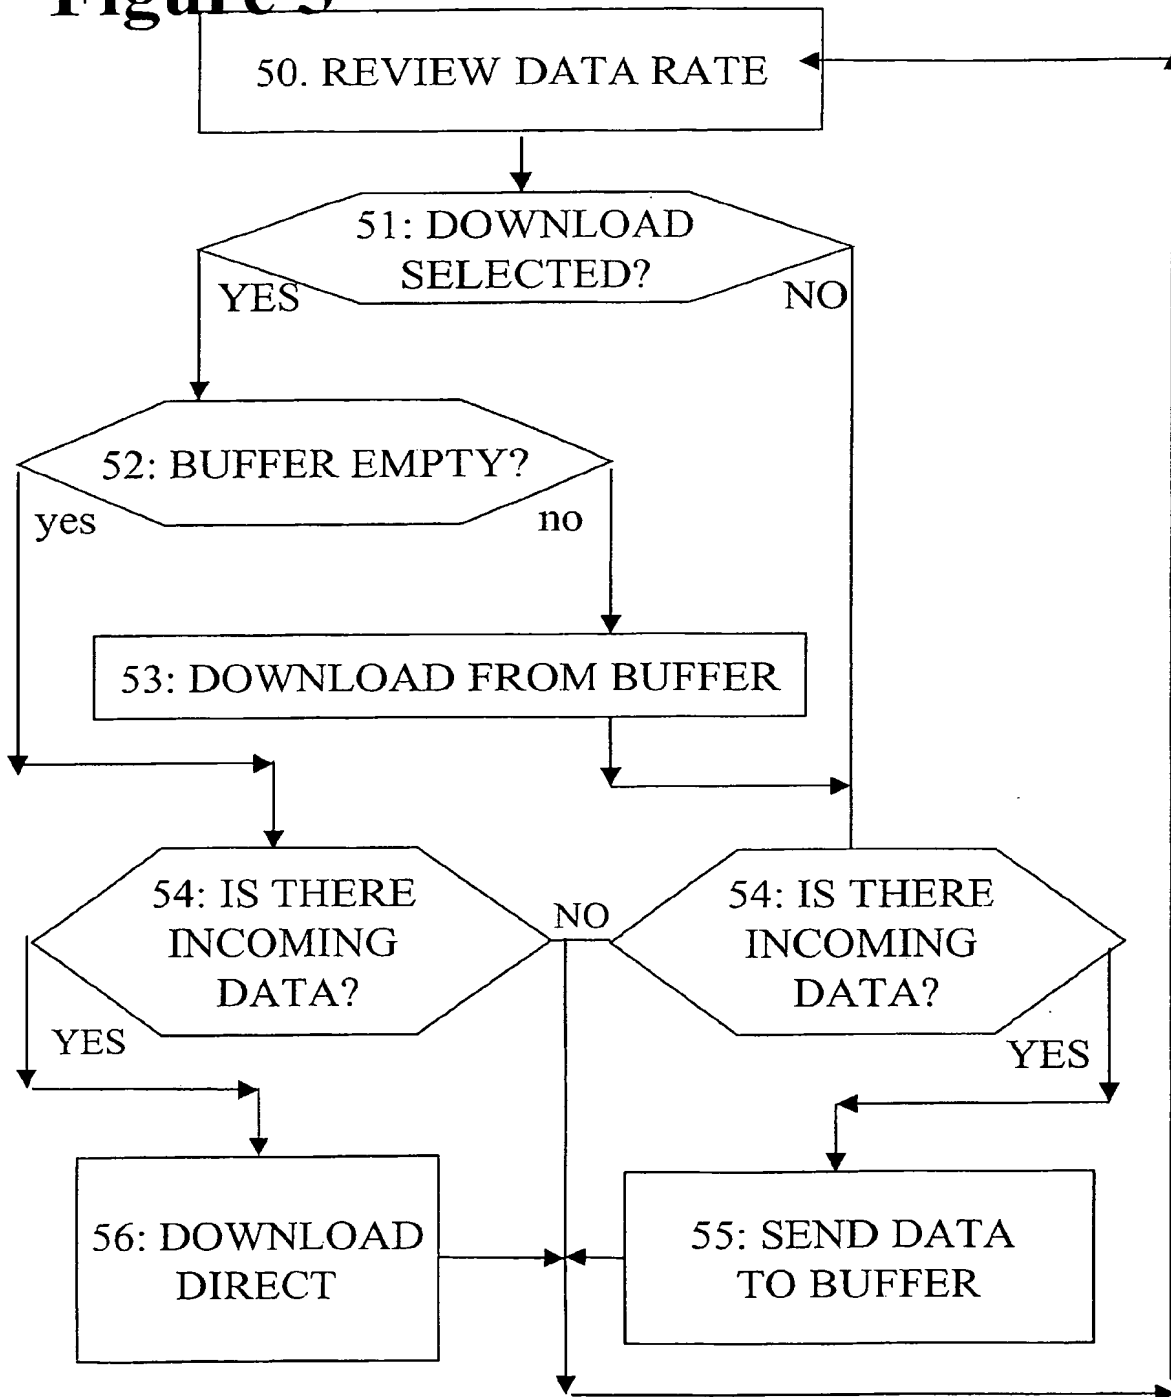 Figure 5
50. REVIEW DATA RATE
51: DOWNLOAD
SELECTED?
YES
NO
52: BUFFER EMPTY?
yes
no
53: DOWNLOAD FROM BUFFER
54: IS THERE
INCOMING
DATA?
NO
54: IS THERE
INCOMING
DATA?
YES
YES
56: DOWNLOAD
DIRECT
55: SEND DATA
TO BUFFER